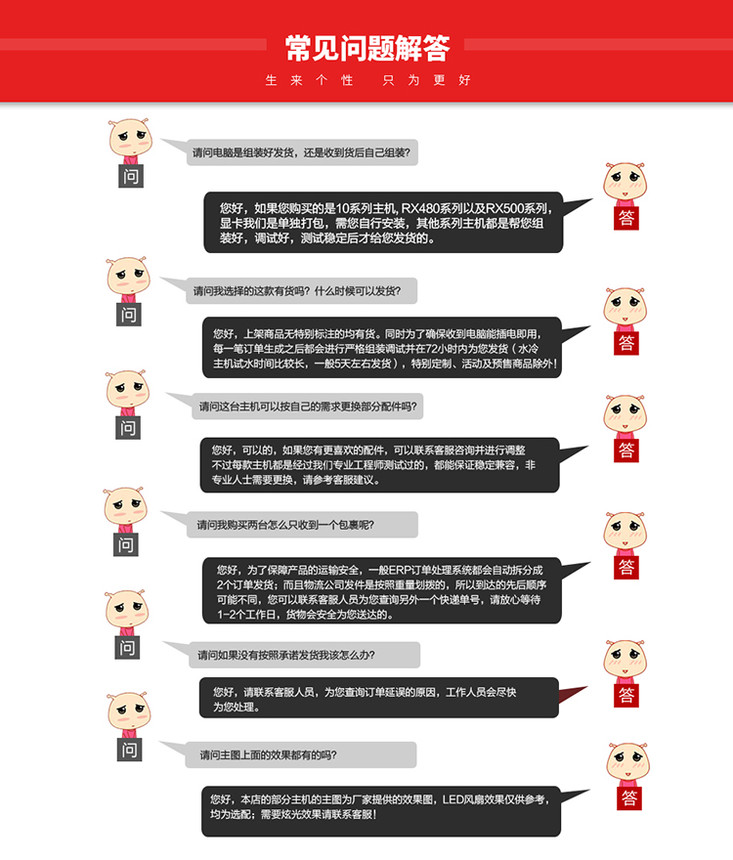 常见问题解答
生来个性 只为更好
请问电脑是组装好发货，还是收到货后自己组装？
问
您好，如果您购买的是10系列主机, RX480系列以及RX500系列，
显卡我们是单独打包，需您自行安装，其他系列主机都是帮您组
装好，调试好，测试稳定后才给您发货的。
答
请问我选择的这款有货吗？什么时候可以发货？
问
您好，上架商品无特别标注的均有货。同时为了确保收到电脑能插电即用，
每一笔订单生成之后都会进行严格组装调试并在72小时内为您发货（水冷
主机试水时间比较长，一般5天左右发货），特别定制、活动及预售商品除外！
答
请问这台主机可以按自己的需求更换部分配件吗？
问
您好，可以的，如果您有更喜欢的配件，可以联系客服咨询并进行调整
不过每款主机都是经过我们专业工程师测试过的，都能保证稳定兼容，非
专业人士需要更换，请参考客服建议。
答
请问我购买两台怎么只收到一个包裹呢？
问
您好，为了保障产品的运输安全，一般ERP订单处理系统都会自动拆分成
2个订单发货；而且物流公司发件是按照重量划拨的，所以到达的先后顺序
可能不同，您可以联系客服人员为您查询另外一个快递单号，请放心等待
1-2个工作日，货物会安全为您送达的。
答
请问如果没有按照承诺发货我该怎么办？
问
您好，请联系客服人员，为您查询订单延误的原因，工作人员会尽快
为您处理。
答
请问主图上面的效果都有的吗？
问
您好，本店的部分主机的主图为厂家提供的效果图，LED风扇效果仅供参考，
均为选配；需要炫光效果请联系客服！
答